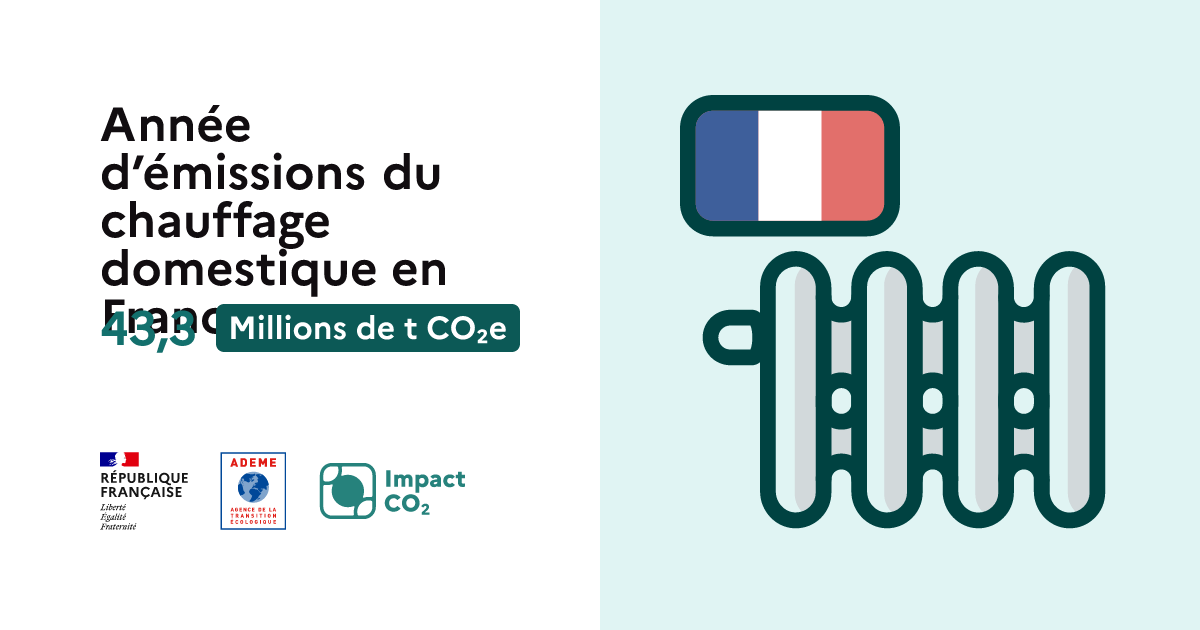 Année
d’émissions du
chauffage
domestique en
Franc
43,3 Millions de t CO₂e
RÉPUBLIQUE
FRANÇAISE
Liberté
Égalité
Fraternité
ADEME
AGENCE DE LA
TRANSITION
ÉCOLOGIQUE
Impact
CO₂